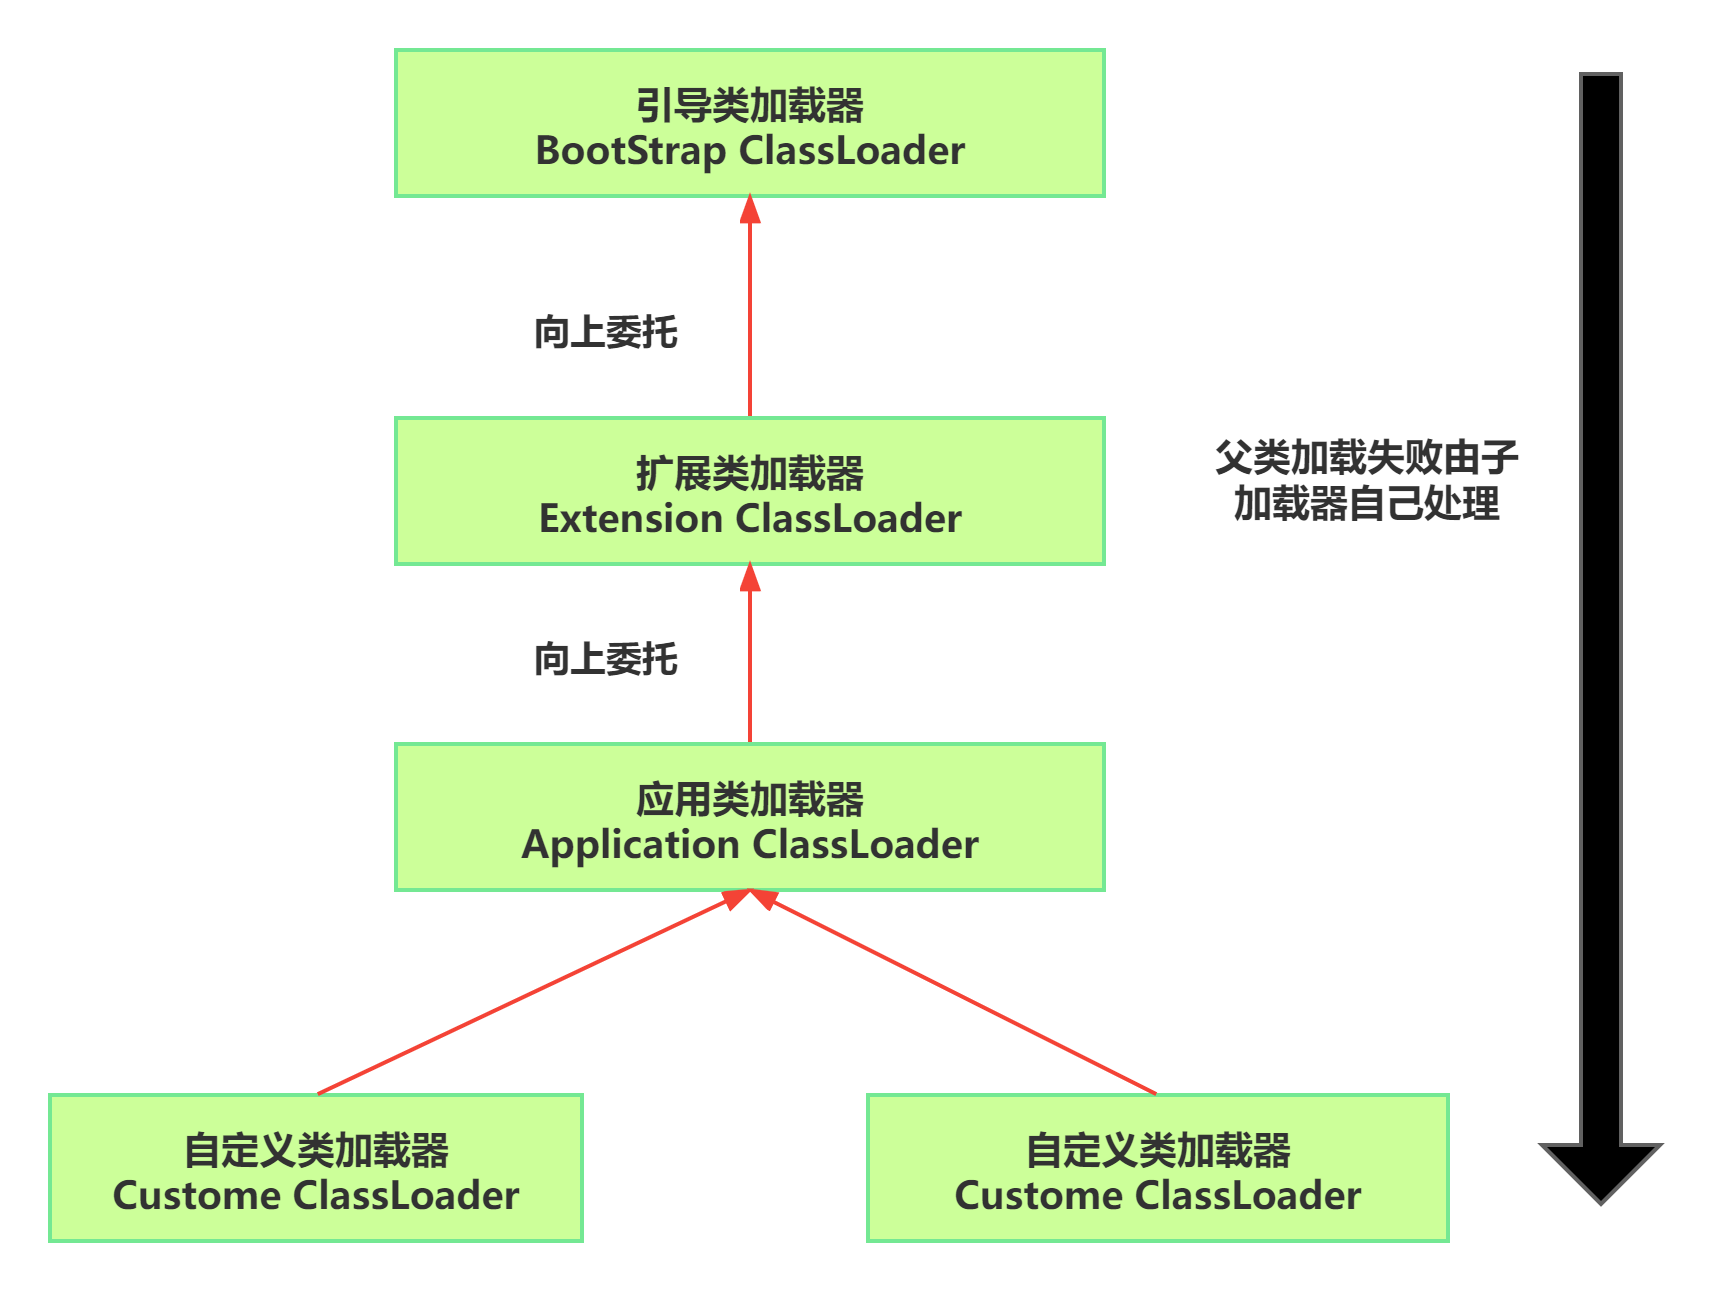 引导类加载器
BootStrap ClassLoader
向上委托
扩展类加载器
Extension ClassLoader
父类加载失败由子
加载器自己处理
向上委托
应用类加载器
Application ClassLoader
自定义类加载器
Custome ClassLoader
自定义类加载器
Custome ClassLoader